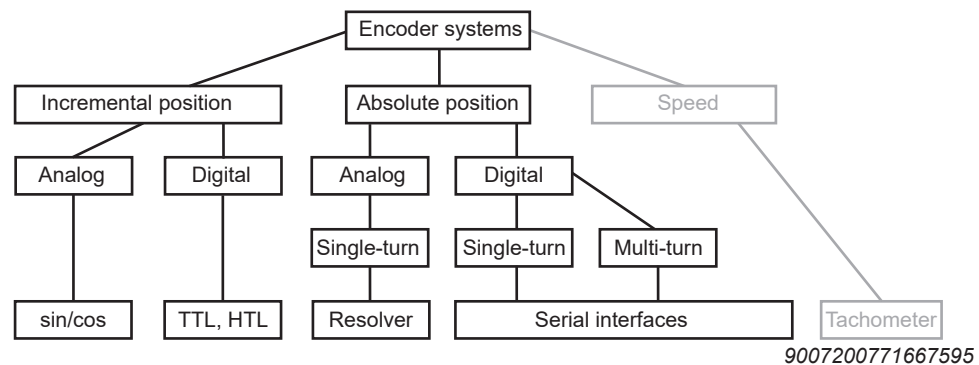 Encoder systems
Incremental position
Absolute position
Speed
Analog
Digital
Analog
Digital
Single-turn
Single-turn
Multi-turn
sin/cos
TTL, HTL
Resolver
Serial interfaces
Tachometer
9007200771667595